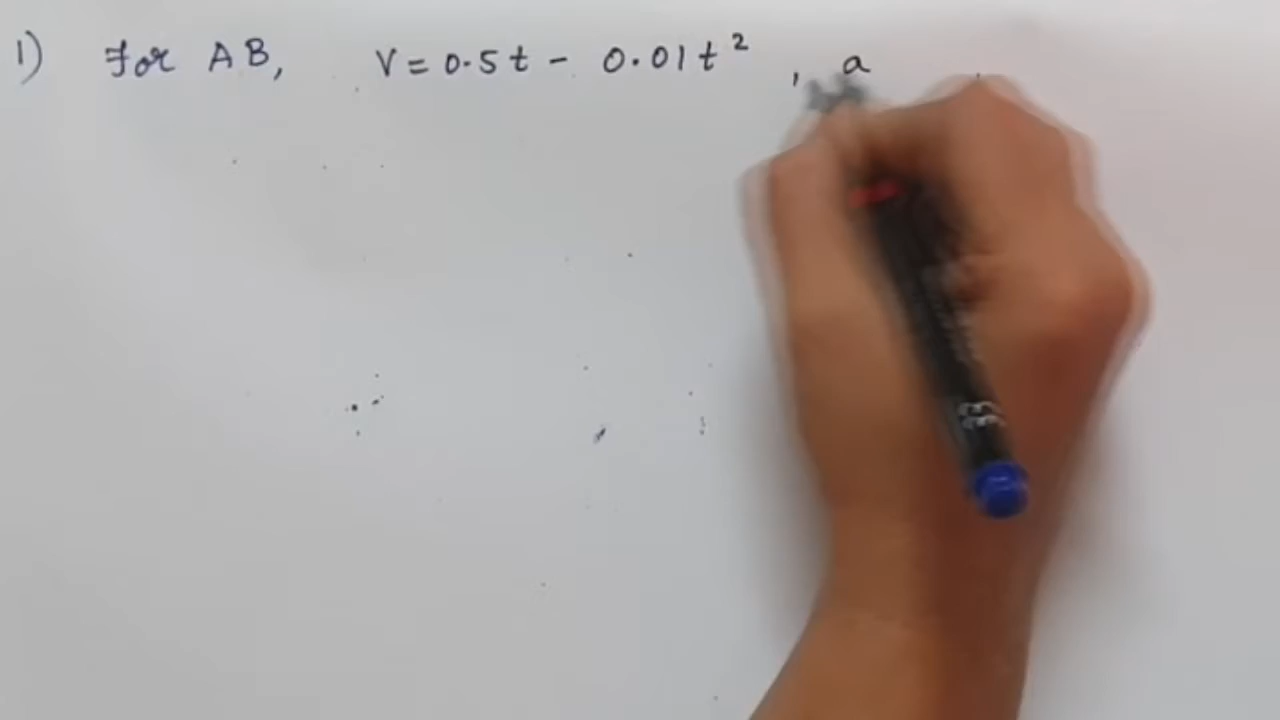 1) For AB, V = 0.5t - 0.01t² , a